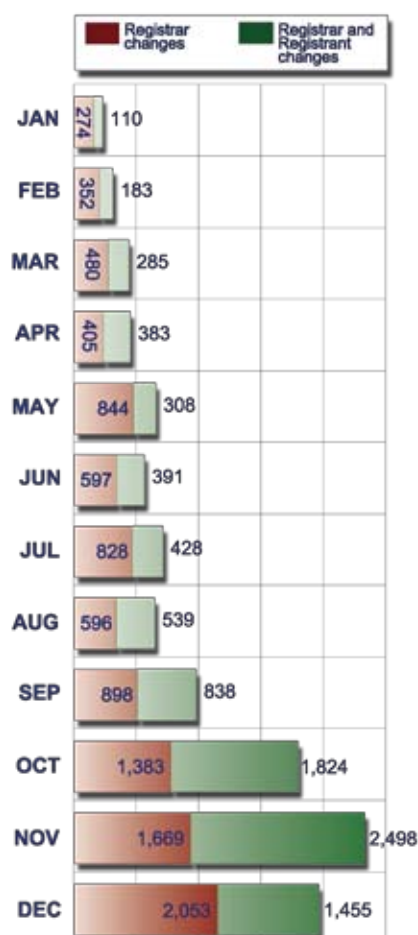 Registrar changes
Registrar and Registrant changes
JAN 274 110
FEB 352 183
MAR 480 285
APR 405 383
MAY 844 308
JUN 597 391
JUL 828 428
AUG 596 539
SEP 898 838
OCT 1,383 1,824
NOV 1,669 2,498
DEC 2,053 1,455